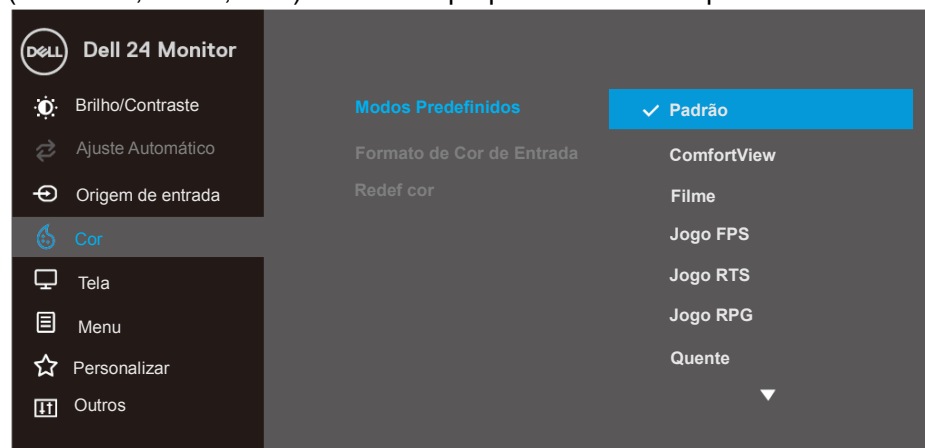 DELL Dell 24 Monitor
Brilho/Contraste
Ajuste Automático
Origem de entrada
Cor
Tela
Menu
Personalizar
Outros
Modos Predefinidos
Formato de Cor de Entrada
Redef cor
Padrão
ComfortView
Filme
Jogo FPS
Jogo RTS
Jogo RPG
Quente